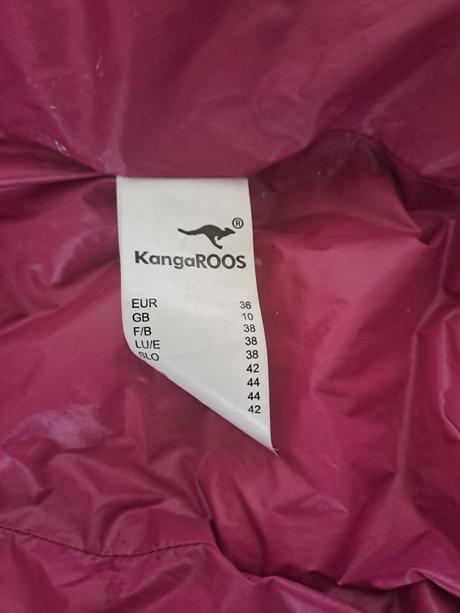 ®
KangaROOS
EUR 36
GB 10
F/B 38
LU/E 38
SLO 38
42
44
44
42